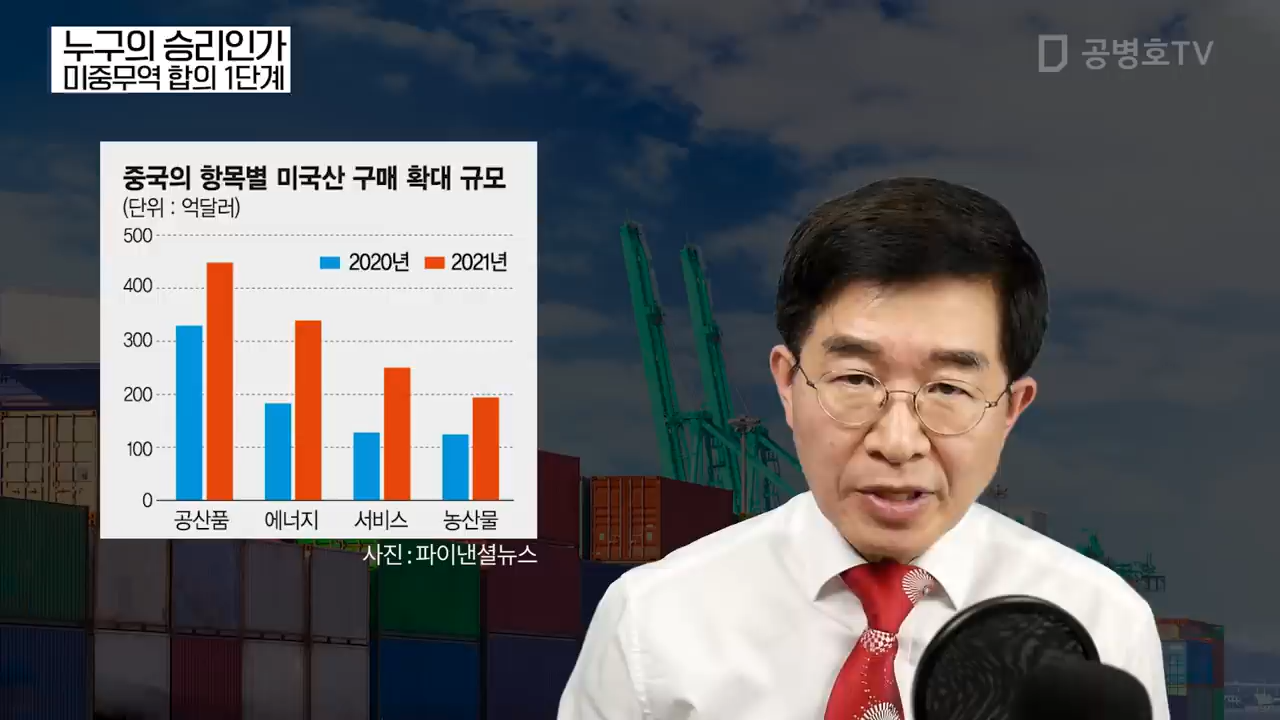 누구의 승리인가
미중무역 합의 1단계
공병호TV
중국의 항목별 미국산 구매 확대 규모
(단위 : 억달러)
500
2020년 2021년
400
300
200
100
0
공산품 에너지 서비스 농산물
사진 : 파이낸셜뉴스